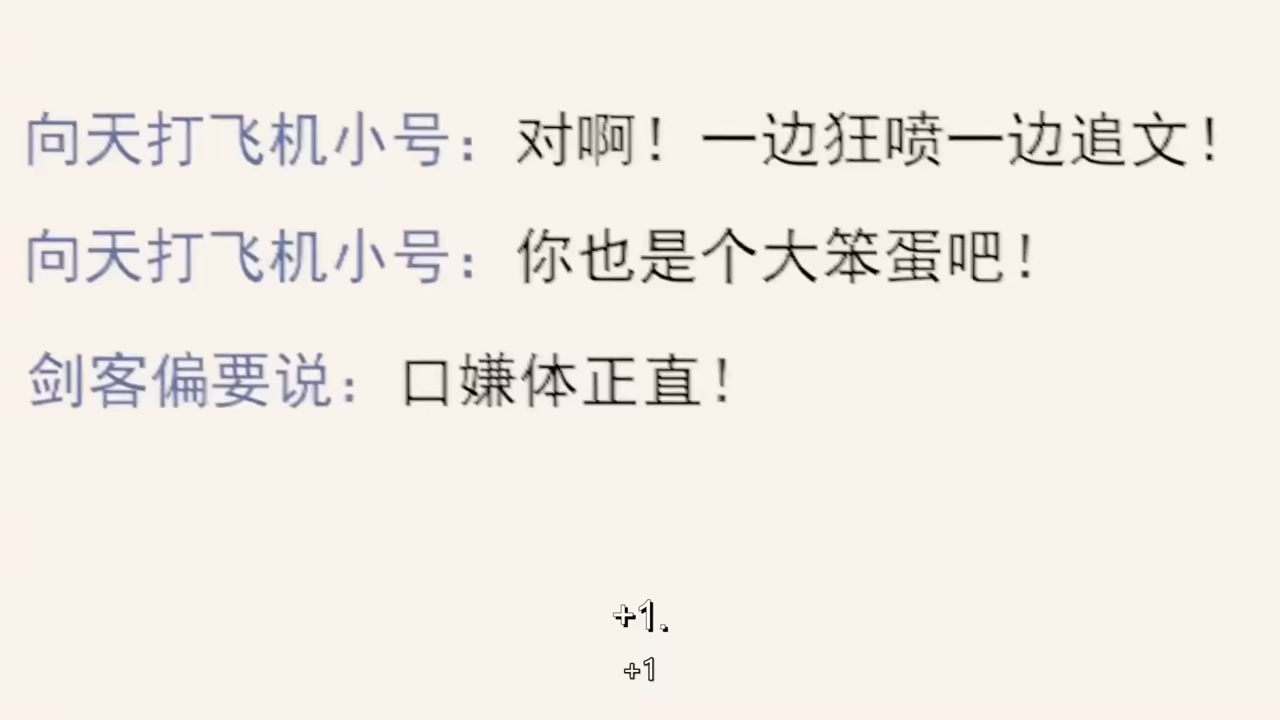 向天打飞机小号：对啊！一边狂喷一边追文！
向天打飞机小号：你也是个大笨蛋吧！
剑客偏要说：口嫌体正直！
+1.
+1